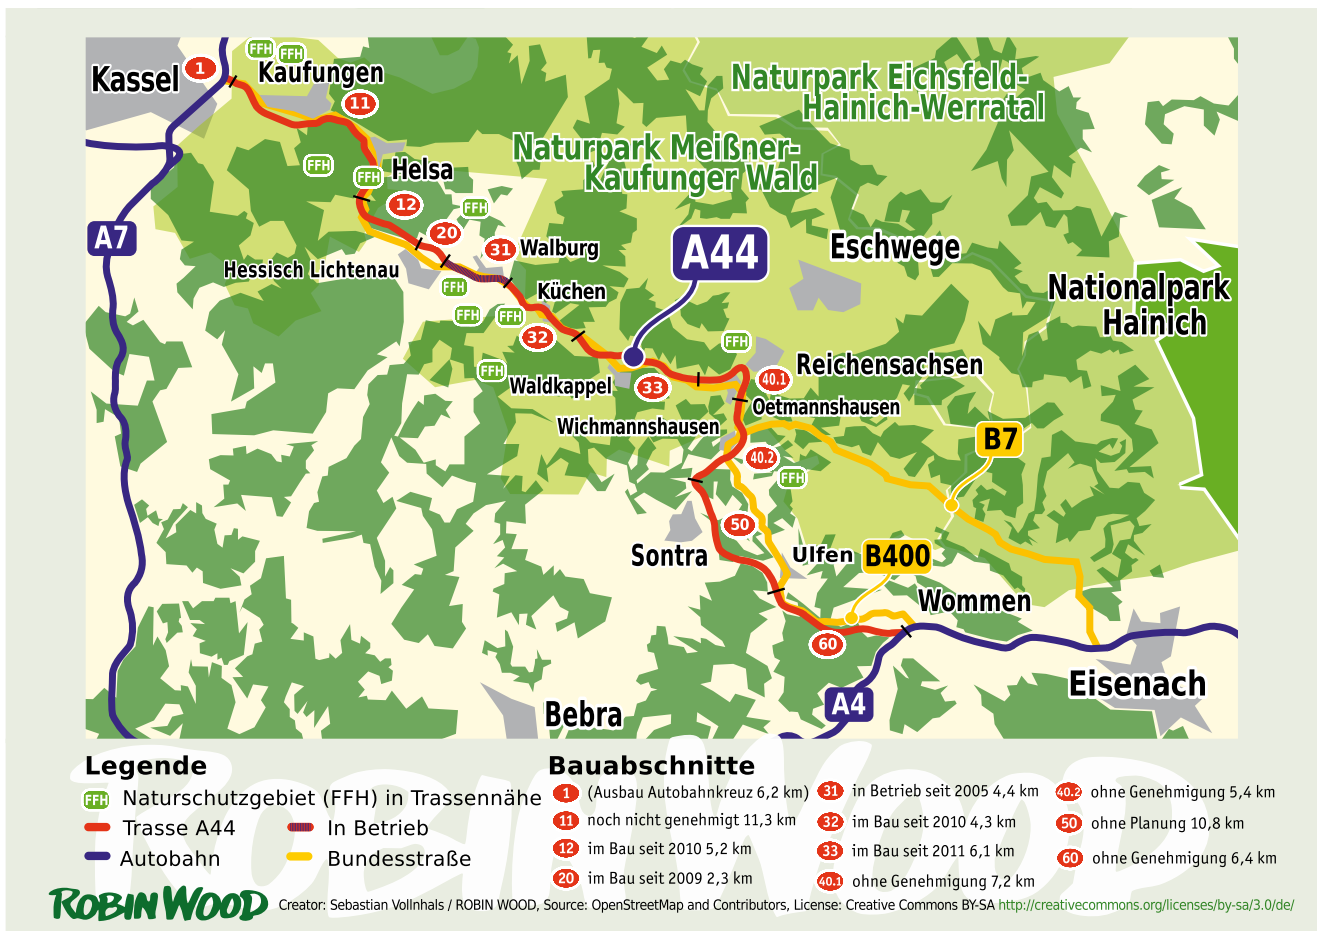 FFH
FFH
Kassel
1
Kaufungen
11
Naturpark Eichsfeld-
Hainich-Werratal
Naturpark Meißner-
Kaufunger Wald
FFH
FFH
Helsa
12
FFH
20
31
Walburg
A7
A44
Eschwege
Hessisch Lichtenau
FFH
Küchen
Nationalpark
Hainich
FFH
FFH
32
FFH
FFH
Waldkappel
33
40.1
Reichensachsen
Oetmannshausen
Wichmannshausen
B7
40.2
FFH
50
Sontra
Ulfen
B400
Wommen
60
Eisenach
A4
Bebra
Legende
FFH Naturschutzgebiet (FFH) in Trassennähe
Trasse A44
In Betrieb
Autobahn
Bundesstraße
Bauabschnitte
1 (Ausbau Autobahnkreuz 6,2 km)
11 noch nicht genehmigt 11,3 km
12 im Bau seit 2010 5,2 km
20 im Bau seit 2009 2,3 km
31 in Betrieb seit 2005 4,4 km
32 im Bau seit 2010 4,3 km
33 im Bau seit 2011 6,1 km
40.1 ohne Genehmigung 7,2 km
40.2 ohne Genehmigung 5,4 km
50 ohne Planung 10,8 km
60 ohne Genehmigung 6,4 km
ROBIN WOOD
ROBIN WOOD
Creator: Sebastian Vollnhals / ROBIN WOOD, Source: OpenStreetMap and Contributors, License: Creative Commons BY-SA http://creativecommons.org/licenses/by-sa/3.0/de/